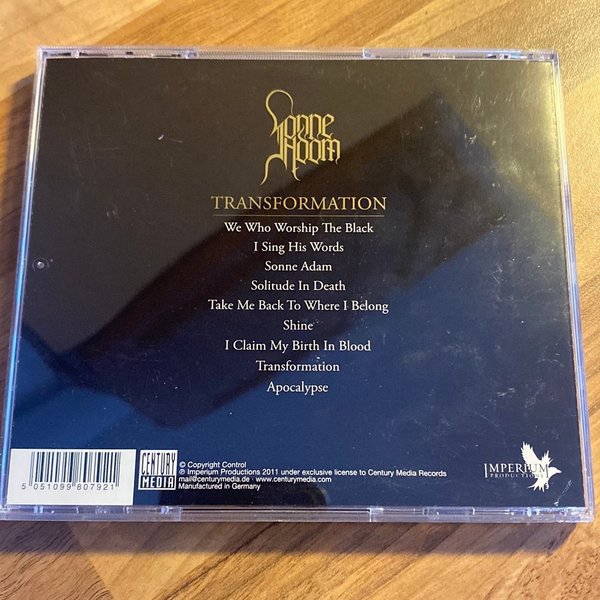 Sonne
Adam
TRANSFORMATION
We Who Worship The Black
I Sing His Words
Sonne Adam
Solitude In Death
Take Me Back To Where I Belong
Shine
I Claim My Birth In Blood
Transformation
Apocalypse
5 051099 807921
CENTURY
MEDIA
© Copyright Control
℗ Imperium Productions 2011 under exclusive license to Century Media Records
mail@centurymedia.de · www.centurymedia.com
Manufactured in Germany
IMPERIUM
PRODUCTIONS